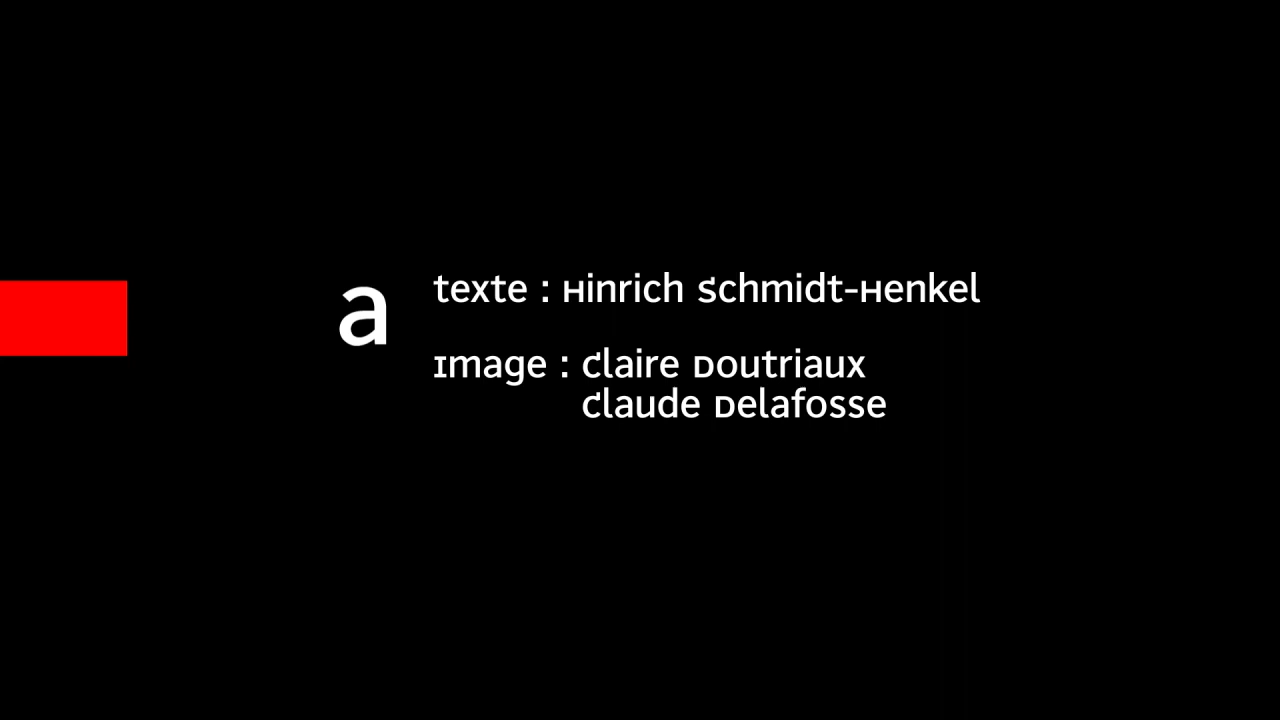 a
texte : Hinrich Schmidt-Henkel
Image : Claire Doutriaux
Claude Delafosse